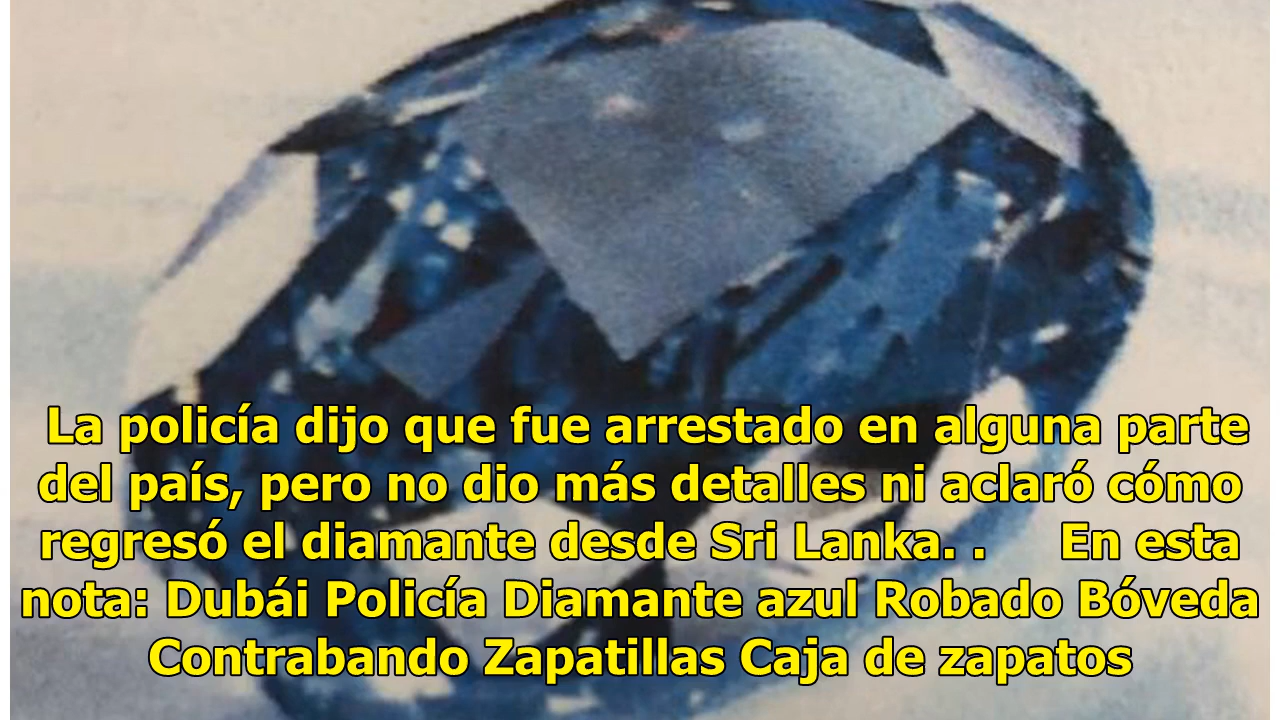 La policía dijo que fue arrestado en alguna parte
del país, pero no dio más detalles ni aclaró cómo
regresó el diamante desde Sri Lanka. . En esta
nota: Dubái Policía Diamante azul Robado Bóveda
Contrabando Zapatillas Caja de zapatos